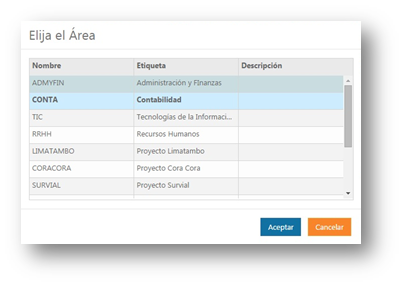 Elija el Área
Nombre Etiqueta Descripción
ADMYFIN Administración y FInanzas
CONTA Contabilidad
TIC Tecnologías de la Informaci...
RRHH Recursos Humanos
LIMATAMBO Proyecto Limatambo
CORACORA Proyecto Cora Cora
SURVIAL Proyecto Survial
Aceptar Cancelar